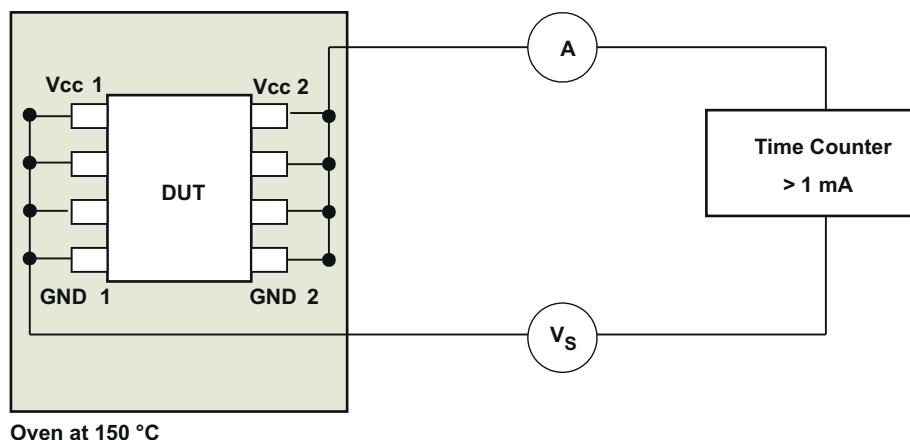 A
Vcc 1
Vcc 2
Time Counter
> 1 mA
DUT
GND 1
GND 2
VS
Oven at 150 °C